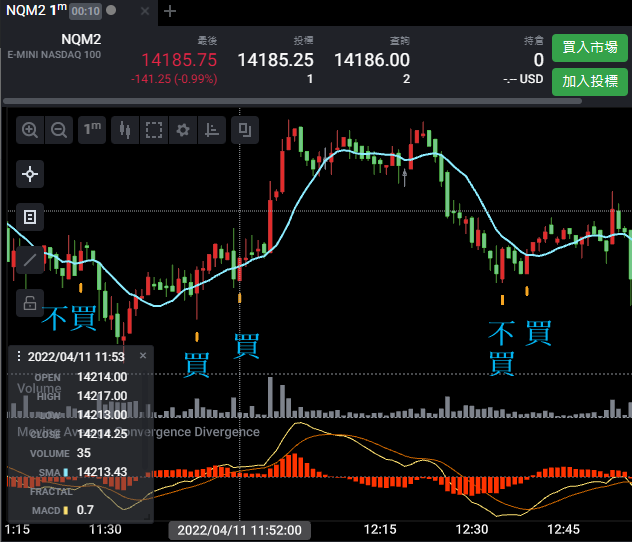 NQM2 1m 00:10
NQM2
E-MINI NASDAQ 100
最後
14185.75
-141.25 (-0.99%)
投標
14185.25
1
查詢
14186.00
2
持倉
0
-.-- USD
買入市場
加入投標
1m
不買
買
買
不
買
買
2022/04/11 11:53
OPEN 14214.00
HIGH 14217.00
Volume
LOW 14213.00
CLOSE 14214.25
Moving Average Convergence Divergence
VOLUME 35
SMA 14213.43
FRACTAL
MACD 0.7
1:15 11:30 2022/04/11 11:52:00 12:15 12:30 12:45